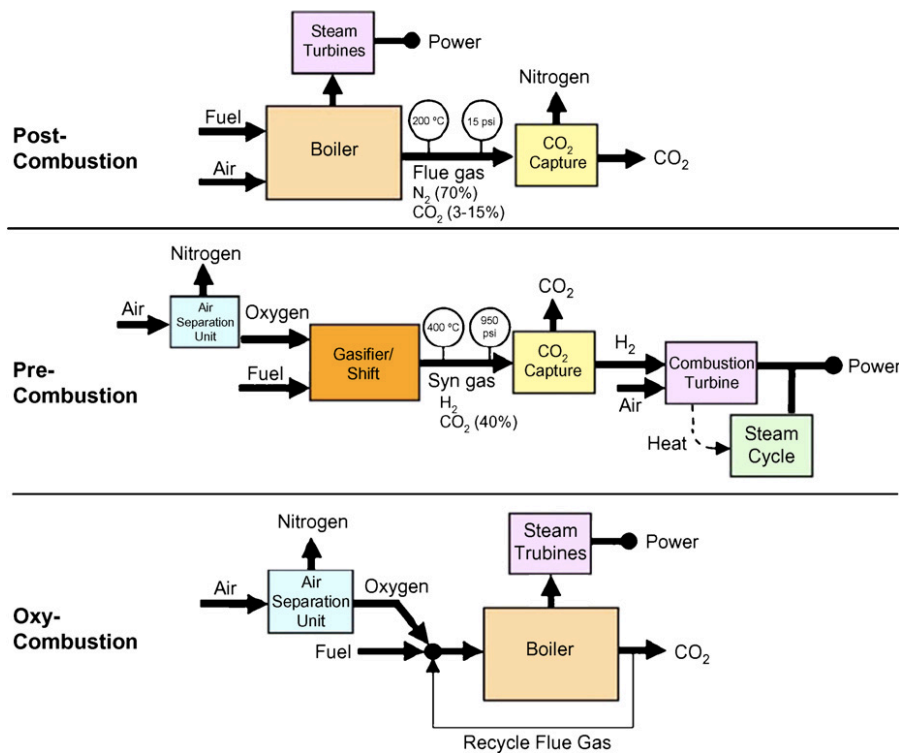 Post-
Combustion
Steam
Turbines
Power
Fuel
Air
Boiler
200 ºC
15 psi
Flue gas
N₂ (70%)
CO₂ (3-15%)
Nitrogen
CO₂
Capture
CO₂
Pre-
Combustion
Nitrogen
Air
Air
Separation
Unit
Oxygen
Fuel
Gasifier/
Shift
400 ºC
950
psi
Syn gas
H₂
CO₂ (40%)
CO₂
CO₂
Capture
H₂
Air
Combustion
Turbine
Power
Heat
Steam
Cycle
Oxy-
Combustion
Nitrogen
Air
Air
Separation
Unit
Oxygen
Fuel
Steam
Trubines
Power
Boiler
CO₂
Recycle Flue Gas